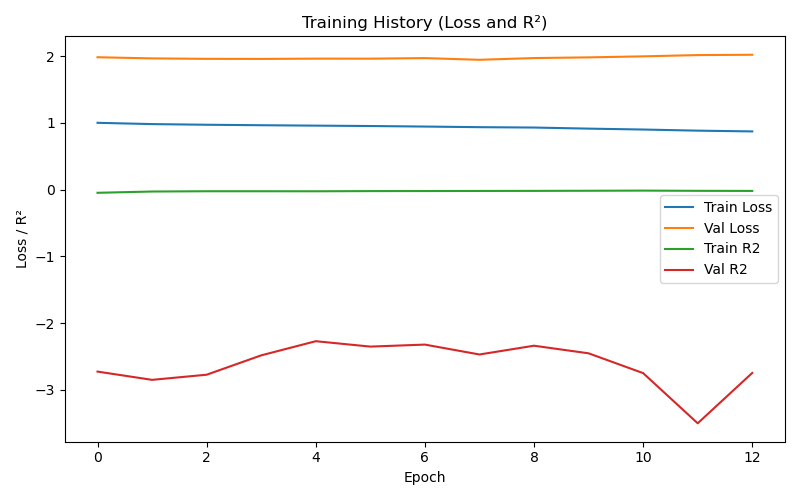 Training History (Loss and R²)
Loss / R²
2
1
0
−1
−2
−3
Train Loss
Val Loss
Train R2
Val R2
0 2 4 6 8 10 12
Epoch